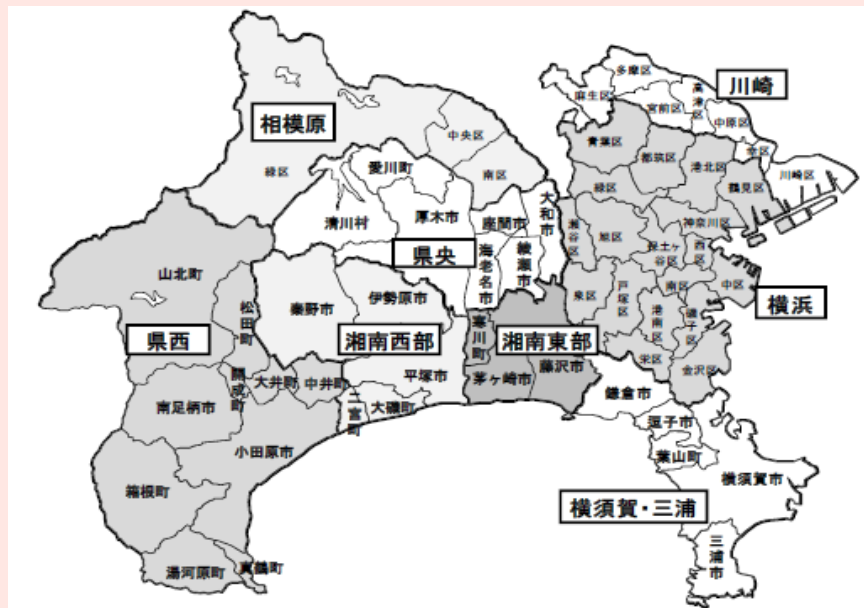 多摩区
川崎
麻生区
高津区
宮前区
中原区
相模原
中央区
青葉区
幸区
都筑区
港北区
川崎区
愛川町
緑区
南区
鶴見区
緑区
大和市
清川村
厚木市
座間市
神奈川区
瀬谷区
旭区
県央
海老名市
綾瀬市
保土ヶ谷区
西区
山北町
南区
中区
泉区
戸塚区
秦野市
伊勢原市
横浜
松田町
港南区
磯子区
寒川町
県西
湘南西部
湘南東部
栄区
藤沢市
金沢区
開成町
大井町
中井町
平塚市
茅ヶ崎市
鎌倉市
南足柄市
二宮町
大磯町
逗子市
小田原市
葉山町
横須賀市
箱根町
横須賀・三浦
三浦市
湯河原町
真鶴町